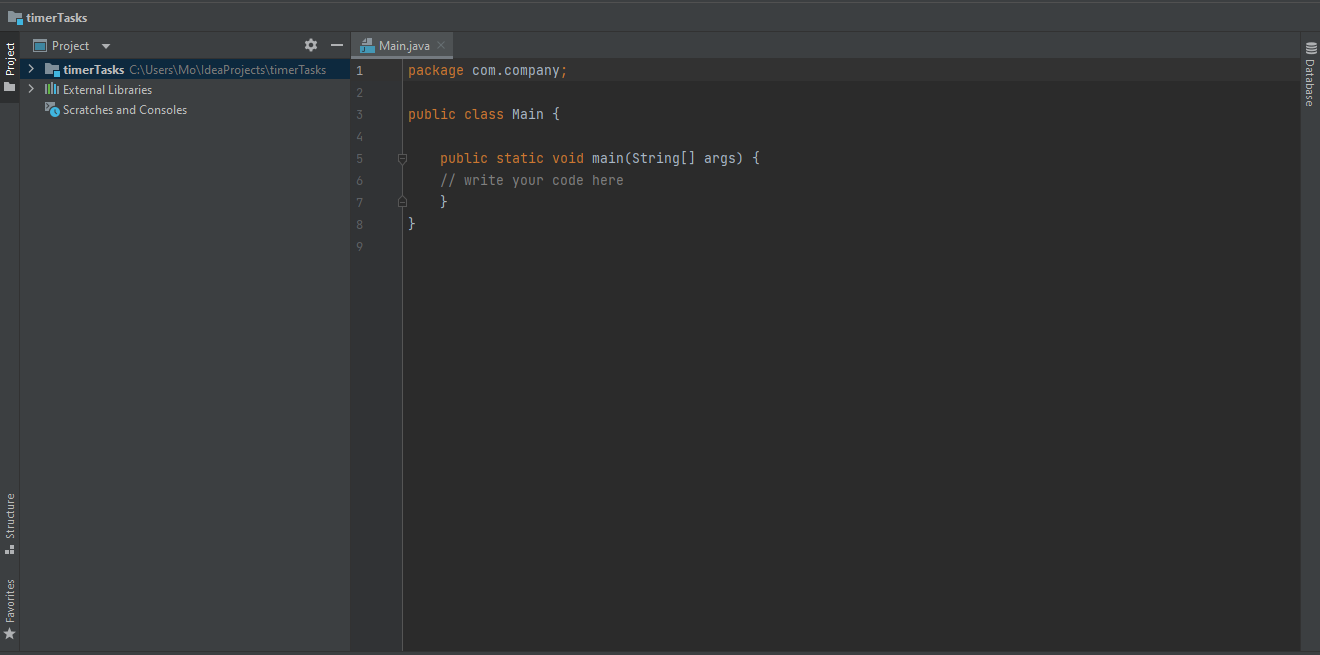 timerTasks
Project
Project
timerTasks C:\Users\Mo\IdeaProjects\timerTasks
External Libraries
Scratches and Consoles
Structure
Favorites
Main.java
1 package com.company;
2
3 public class Main {
4
5 public static void main(String[] args) {
6 // write your code here
7 }
8 }
9
Database